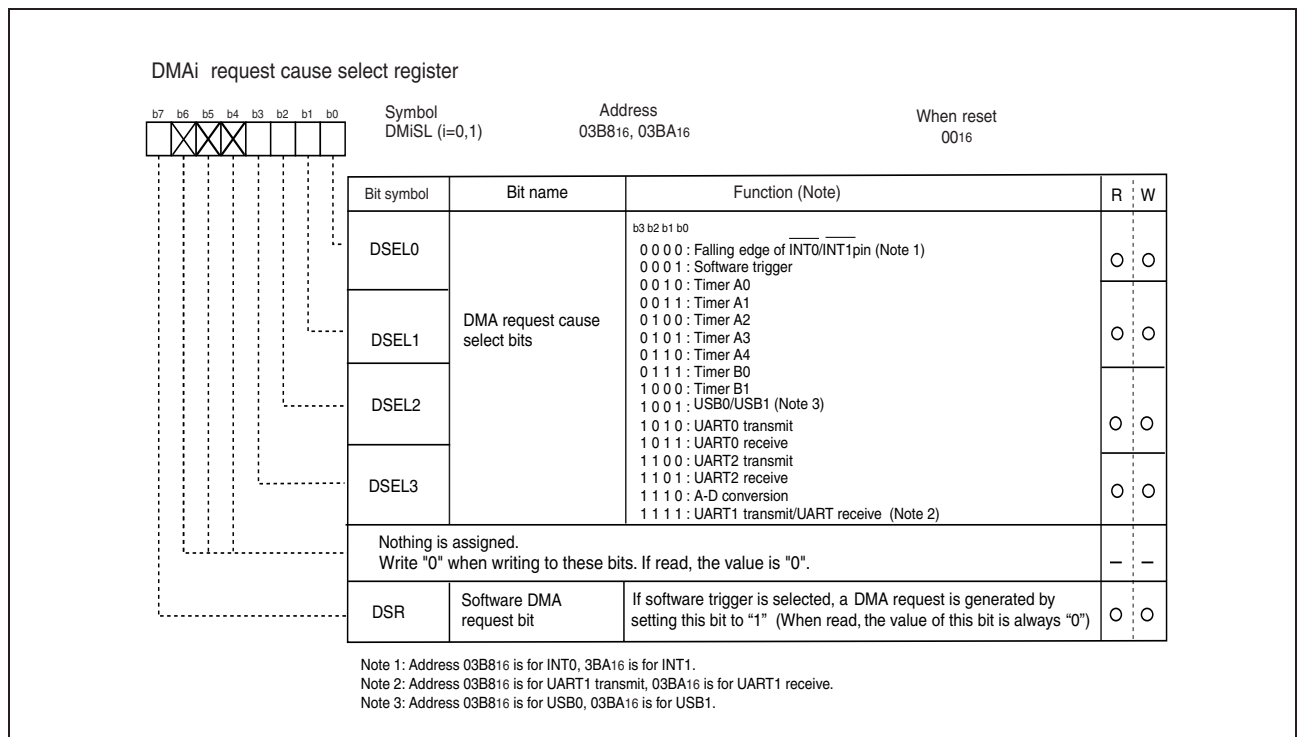 DMAi request cause select register
b7 b6 b5 b4 b3 b2 b1 b0
Symbol Address When reset
DMiSL (i=0,1) 03B816, 03BA16 0016
Bit symbol Bit name Function (Note) R W
DSEL0
DSEL1
DSEL2
DSEL3
DMA request cause
select bits
b3 b2 b1 b0
0 0 0 0 : Falling edge of INT0/INT1pin (Note 1)
0 0 0 1 : Software trigger
0 0 1 0 : Timer A0
0 0 1 1 : Timer A1
0 1 0 0 : Timer A2
0 1 0 1 : Timer A3
0 1 1 0 : Timer A4
0 1 1 1 : Timer B0
1 0 0 0 : Timer B1
1 0 0 1 : USB0/USB1 (Note 3)
1 0 1 0 : UART0 transmit
1 0 1 1 : UART0 receive
1 1 0 0 : UART2 transmit
1 1 0 1 : UART2 receive
1 1 1 0 : A-D conversion
1 1 1 1 : UART1 transmit/UART receive (Note 2)
O O
O O
O O
O O
Nothing is assigned.
Write "0" when writing to these bits. If read, the value is "0".
– –
DSR
Software DMA
request bit
If software trigger is selected, a DMA request is generated by
setting this bit to “1” (When read, the value of this bit is always “0”)
O O
Note 1: Address 03B816 is for INT0, 3BA16 is for INT1.
Note 2: Address 03B816 is for UART1 transmit, 03BA16 is for UART1 receive.
Note 3: Address 03B816 is for USB0, 03BA16 is for USB1.